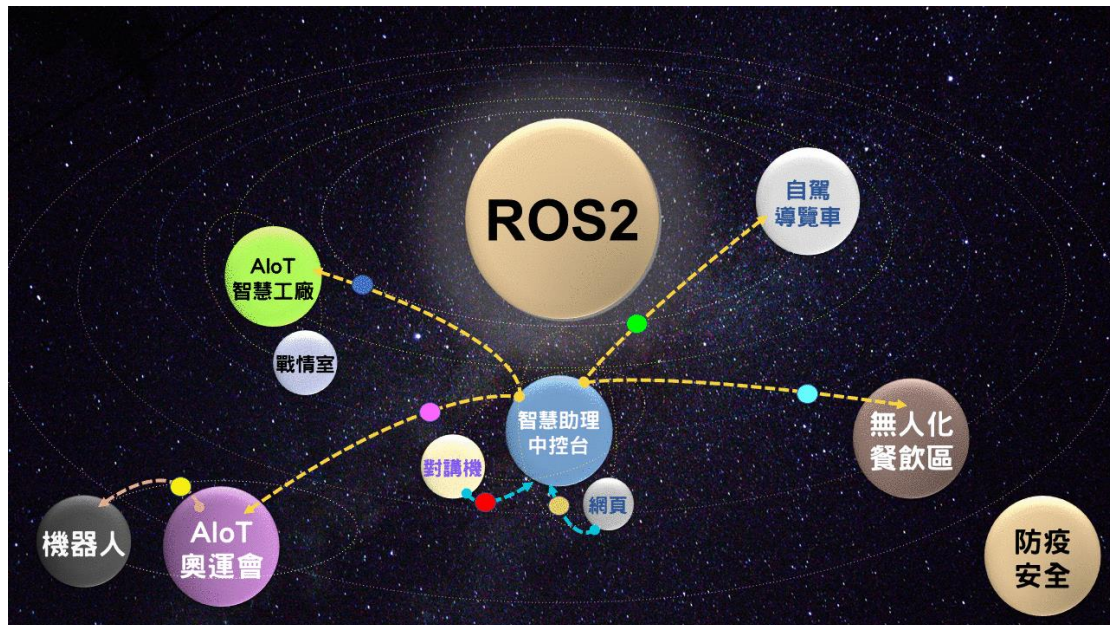 ROS2
自駕
導覽車
AIoT
智慧工廠
戰情室
智慧助理
中控台
對講機
網頁
無人化
餐飲區
機器人
AIoT
奧運會
防疫
安全